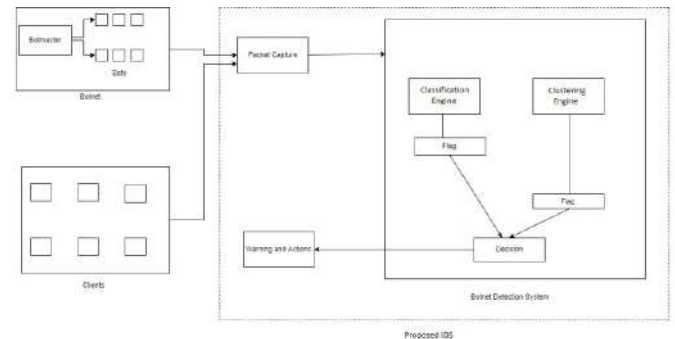 Botmaster
Bots
Botnet
Packet Capture
Classification
Engine
Clustering
Engine
Flag
Flag
Warning and Actions
Decision
Clients
Botnet Detection System
Proposed IDS